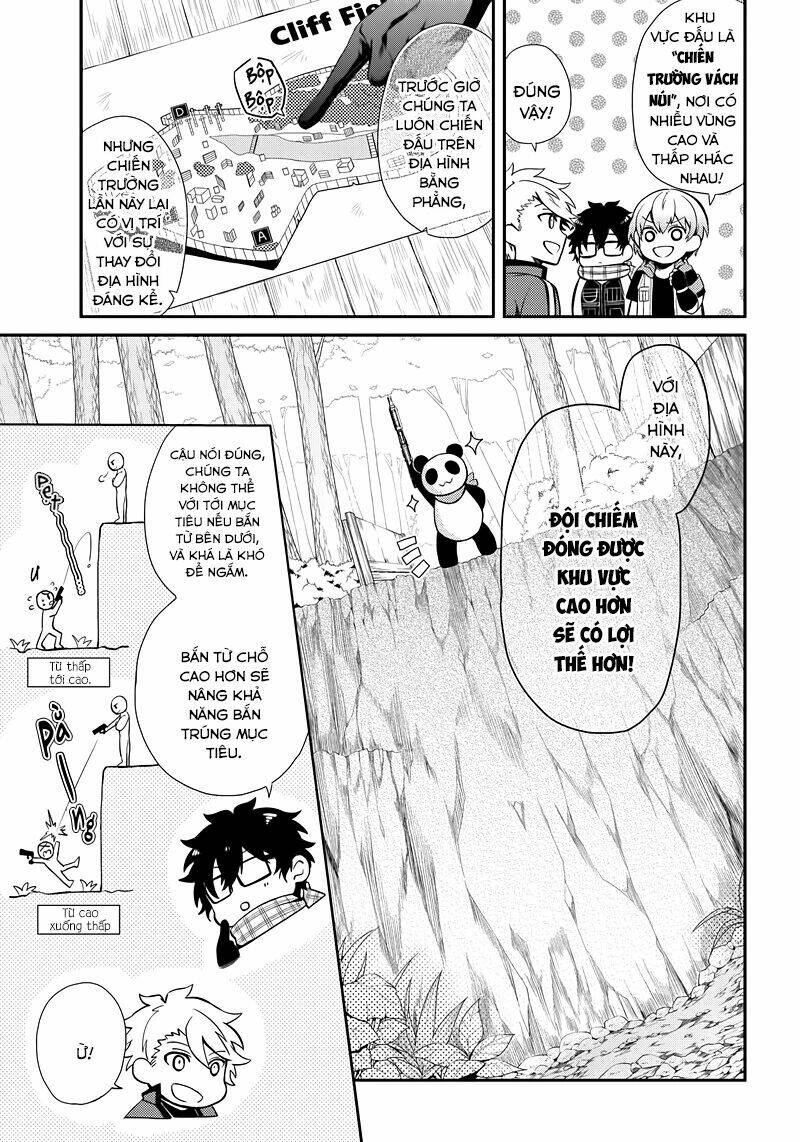 KHU
VỰC ĐẤU LÀ
"CHIẾN
TRƯỜNG VÁCH
NÚI", NƠI CÓ
NHIỀU VÙNG
CAO VÀ
THẤP KHÁC
NHAU!
ĐÚNG
VẬY!
Cliff Fie
BỘP
BỘP
TRƯỚC GIỜ
CHÚNG TA
LUÔN CHIẾN
ĐẤU TRÊN
ĐỊA HÌNH
BẰNG
PHẲNG,
D
A
NHƯNG
CHIẾN
TRƯỜNG
LẦN NÀY LẠI
CÓ VỊ TRÍ
VỚI SỰ
THAY ĐỔI
ĐỊA HÌNH
ĐÁNG KỂ.
VỚI
ĐỊA
HÌNH
NÀY,
ĐỘI CHIẾM
ĐÓNG ĐƯỢC
KHU VỰC
CAO HƠN
SẼ CÓ LỢI
THẾ HƠN!
CẬU NÓI ĐÚNG,
CHÚNG TA
KHÔNG THỂ
VỚI TỚI MỤC
TIÊU NẾU BẮN
TỪ BÊN DƯỚI,
VÀ KHÁ LÀ KHÓ
ĐỂ NGẮM.
BẮN TỪ CHỖ
CAO HƠN SẼ
NÂNG KHẢ
NĂNG BẮN
TRÚNG MỤC
TIÊU.
Pẹt
Ư
Từ thấp
tới cao.
Pằng
Từ cao
xuống thấp
Ừ!